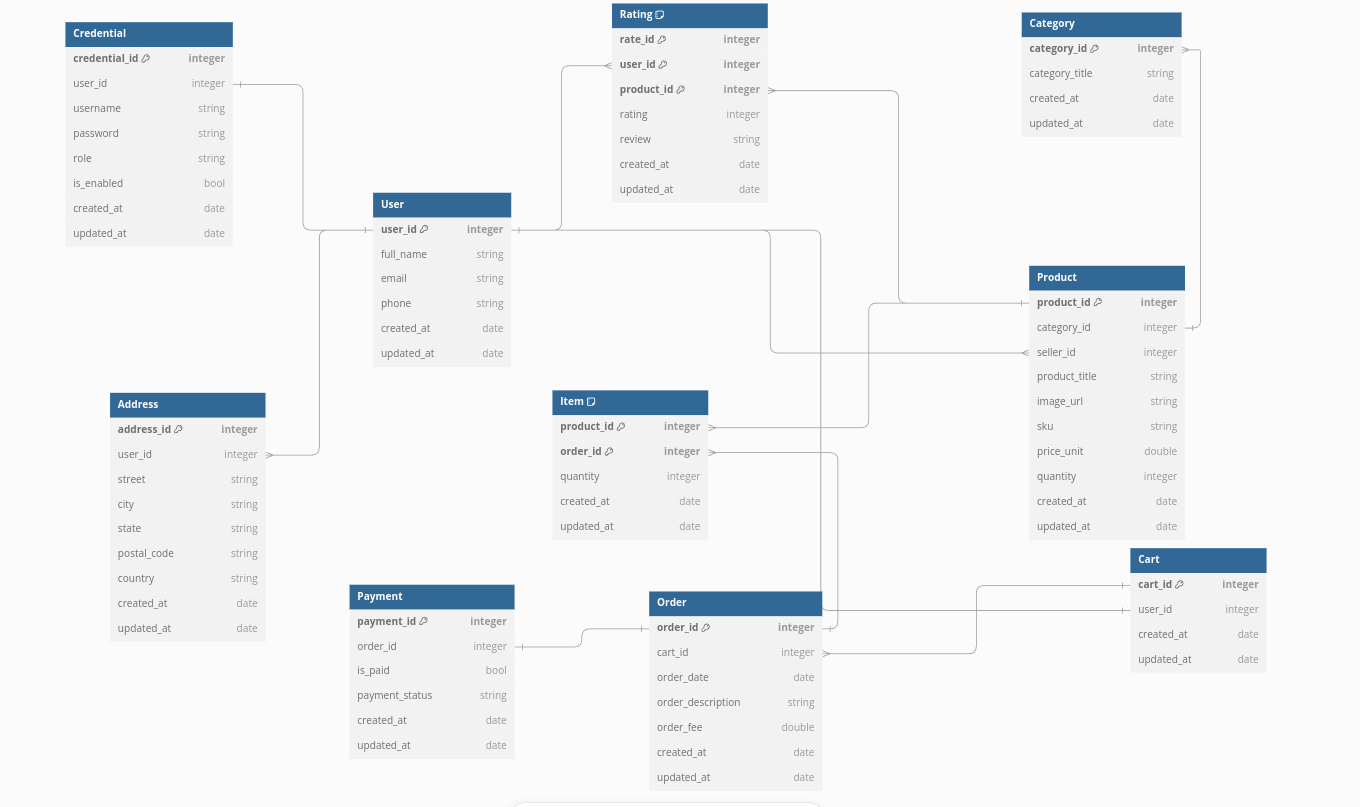 Credential
credential_id integer
user_id integer
username string
password string
role string
is_enabled bool
created_at date
updated_at date
Rating
rate_id integer
user_id integer
product_id integer
rating integer
review string
created_at date
updated_at date
Category
category_id integer
category_title string
created_at date
updated_at date
User
user_id integer
full_name string
email string
phone string
created_at date
updated_at date
Product
product_id integer
category_id integer
seller_id integer
product_title string
image_url string
sku string
price_unit double
quantity integer
created_at date
updated_at date
Address
address_id integer
user_id integer
street string
city string
state string
postal_code string
country string
created_at date
updated_at date
Item
product_id integer
order_id integer
quantity integer
created_at date
updated_at date
Cart
cart_id integer
user_id integer
created_at date
updated_at date
Payment
payment_id integer
order_id integer
is_paid bool
payment_status string
created_at date
updated_at date
Order
order_id integer
cart_id integer
order_date date
order_description string
order_fee double
created_at date
updated_at date